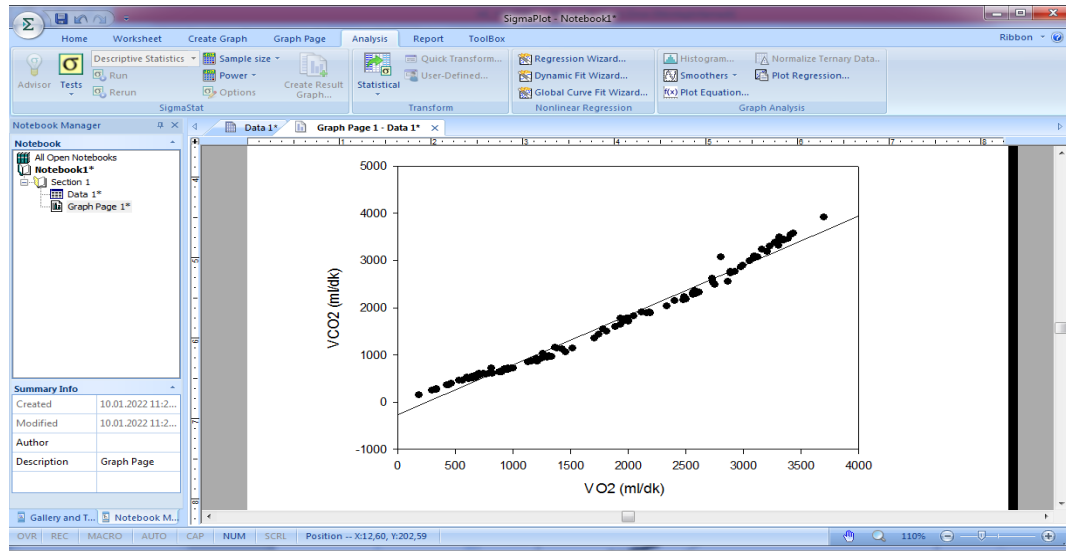 SigmaPlot - Notebook1*
Home Worksheet Create Graph Graph Page Analysis Report ToolBox Ribbon
Descriptive Statistics Sample size Quick Transform... Regression Wizard... Histogram... Normalize Ternary Data..
Run Power User-Defined... Dynamic Fit Wizard... Smoothers Plot Regression...
Advisor Tests Rerun Options Create Result Graph... Statistical Global Curve Fit Wizard... f(x) Plot Equation...
SigmaStat Transform Nonlinear Regression Graph Analysis
Notebook Manager Data 1* Graph Page 1 - Data 1*
Notebook
All Open Notebooks
Notebook1*
Section 1
Data 1*
Graph Page 1*
Summary Info
Created 10.01.2022 11:2...
Modified 10.01.2022 11:2...
Author
Description Graph Page
Gallery and T... Notebook M...
5000
4000
3000
2000
1000
0
-1000
VCO2 (ml/dk)
0 500 1000 1500 2000 2500 3000 3500 4000
VO2 (ml/dk)
OVR REC MACRO AUTO CAP NUM SCRL Position -- X:12,60, Y:202,59 110%